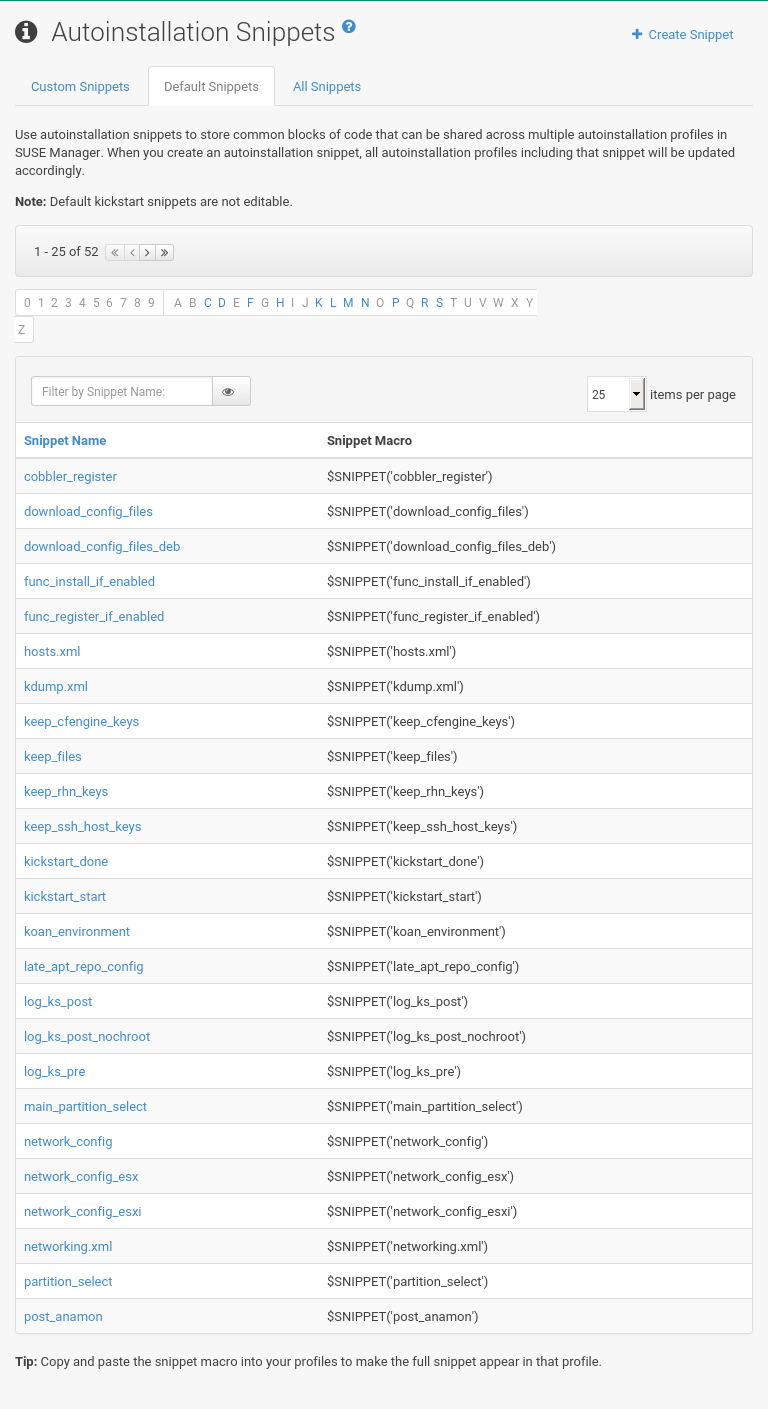 Autoinstallation Snippets
Create Snippet
Custom Snippets Default Snippets All Snippets
Use autoinstallation snippets to store common blocks of code that can be shared across multiple autoinstallation profiles in
SUSE Manager. When you create an autoinstallation snippet, all autoinstallation profiles including that snippet will be updated
accordingly.
Note: Default kickstart snippets are not editable.
1 - 25 of 52
0 1 2 3 4 5 6 7 8 9 A B C D E F G H I J K L M N O P Q R S T U V W X Y
Z
Filter by Snippet Name: 25 items per page
Snippet Name Snippet Macro
cobbler_register $SNIPPET('cobbler_register')
download_config_files $SNIPPET('download_config_files')
download_config_files_deb $SNIPPET('download_config_files_deb')
func_install_if_enabled $SNIPPET('func_install_if_enabled')
func_register_if_enabled $SNIPPET('func_register_if_enabled')
hosts.xml $SNIPPET('hosts.xml')
kdump.xml $SNIPPET('kdump.xml')
keep_cfengine_keys $SNIPPET('keep_cfengine_keys')
keep_files $SNIPPET('keep_files')
keep_rhn_keys $SNIPPET('keep_rhn_keys')
keep_ssh_host_keys $SNIPPET('keep_ssh_host_keys')
kickstart_done $SNIPPET('kickstart_done')
kickstart_start $SNIPPET('kickstart_start')
koan_environment $SNIPPET('koan_environment')
late_apt_repo_config $SNIPPET('late_apt_repo_config')
log_ks_post $SNIPPET('log_ks_post')
log_ks_post_nochroot $SNIPPET('log_ks_post_nochroot')
log_ks_pre $SNIPPET('log_ks_pre')
main_partition_select $SNIPPET('main_partition_select')
network_config $SNIPPET('network_config')
network_config_esx $SNIPPET('network_config_esx')
network_config_esxi $SNIPPET('network_config_esxi')
networking.xml $SNIPPET('networking.xml')
partition_select $SNIPPET('partition_select')
post_anamon $SNIPPET('post_anamon')
Tip: Copy and paste the snippet macro into your profiles to make the full snippet appear in that profile.